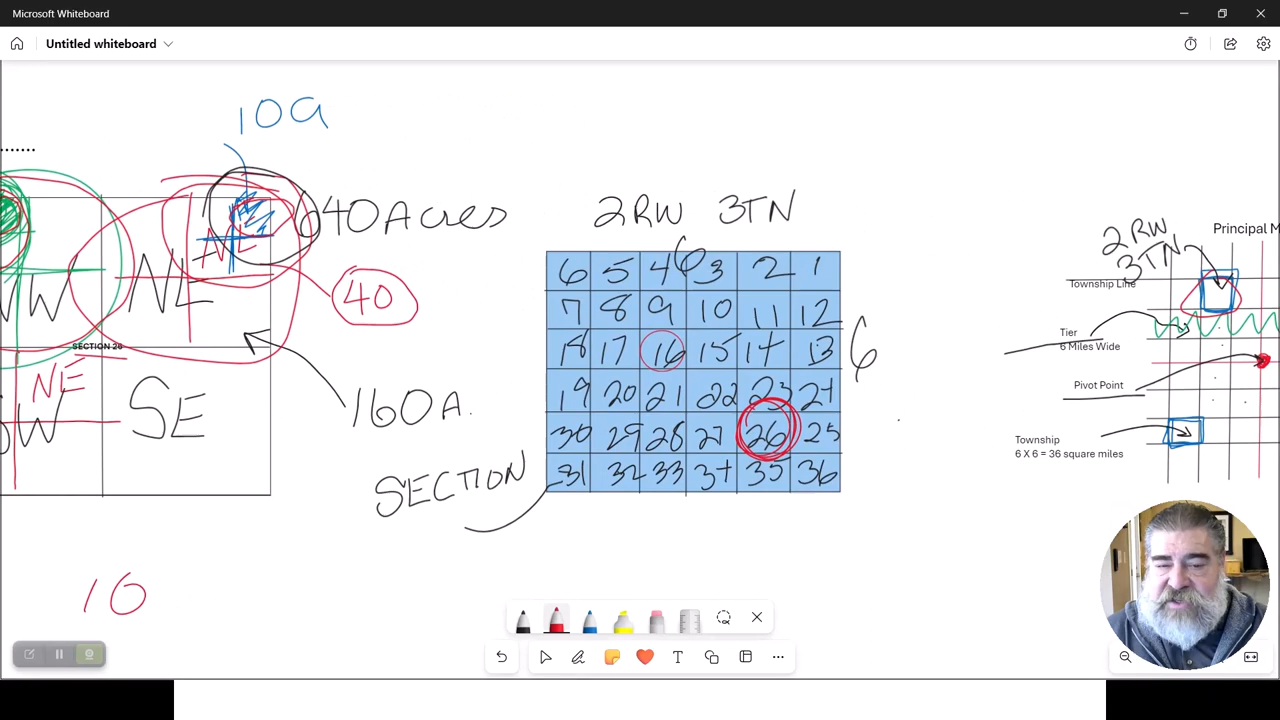 Microsoft Whiteboard
Untitled whiteboard
10a
........
640 Acres
NE
NE
40
SECTION 26
NE
SE
160 A.
SECTION
10
2RW 3TN
6
6 5 4 3 2 1
7 8 9 10 11 12
18 17 16 15 14 13
6
19 20 21 22 23 24
30 29 28 27 26 25
31 32 33 34 35 36
2RW
3TN
Principal M
Township Line
Tier
6 Miles Wide
Pivot Point
Township
6 X 6 = 36 square miles